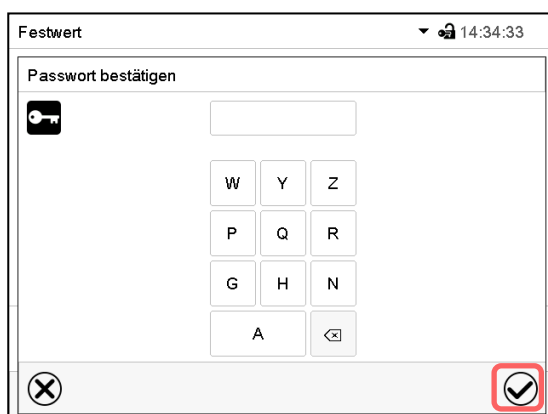 Festwert 14:34:33
Passwort bestätigen
W Y Z
P Q R
G H N
A